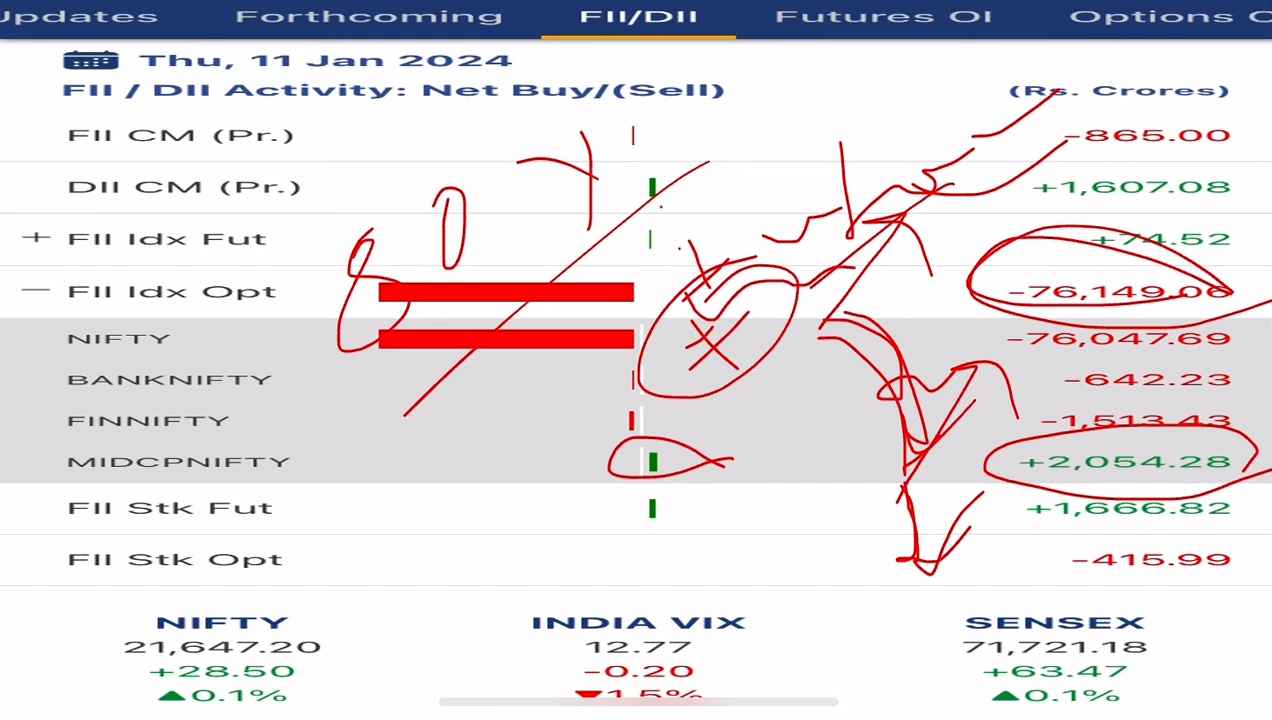 Updates Forthcoming FII/DII Futures OI Options O
Thu, 11 Jan 2024
FII / DII Activity: Net Buy/(Sell) (Rs. Crores)
FII CM (Pr.) -865.00
DII CM (Pr.) +1,607.08
+ FII Idx Fut +74.52
— FII Idx Opt -76,149.06
NIFTY -76,047.69
BANKNIFTY -642.23
FINNIFTY -1,513.43
MIDCPNIFTY +2,054.28
FII Stk Fut +1,666.82
FII Stk Opt -415.99
NIFTY INDIA VIX SENSEX
21,647.20 12.77 71,721.18
+28.50 -0.20 +63.47
▲0.1% ▼1.5% ▲0.1%